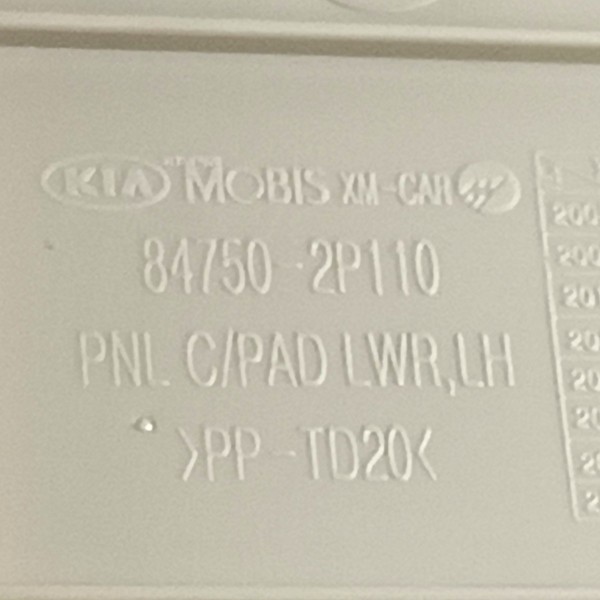 KIA MOBIS XM-CAR
84750-2P110
PNL C/PAD LWR,LH
>PP-TD20<